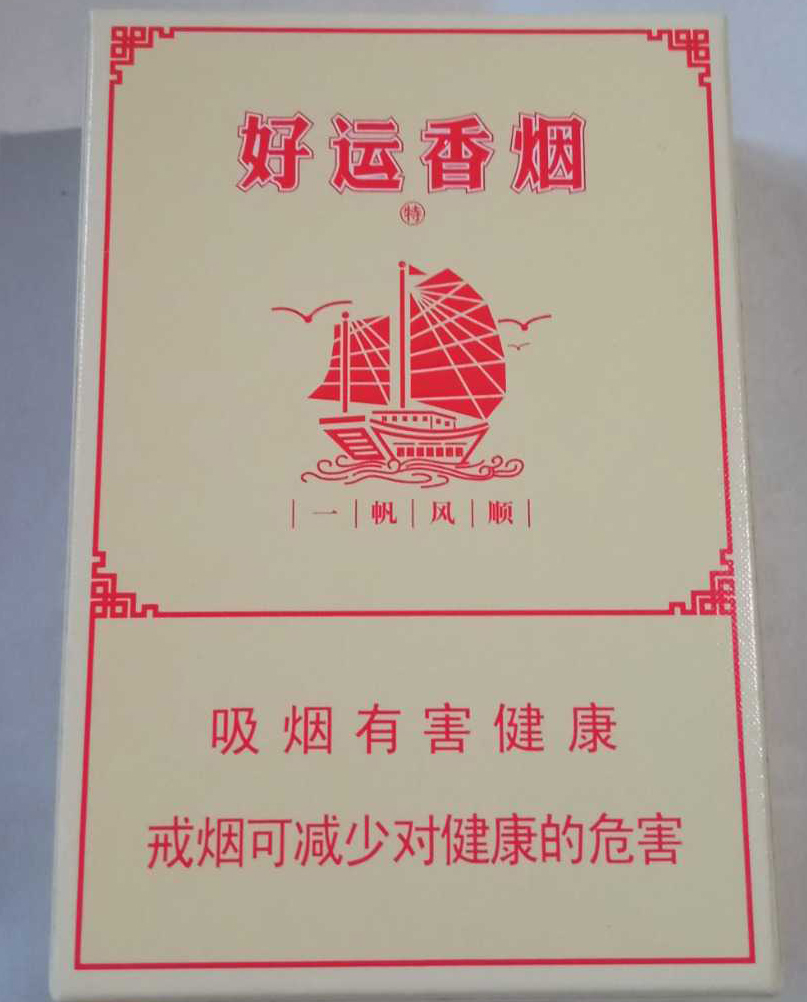 好运香烟
特
一帆风顺
吸烟有害健康
戒烟可减少对健康的危害